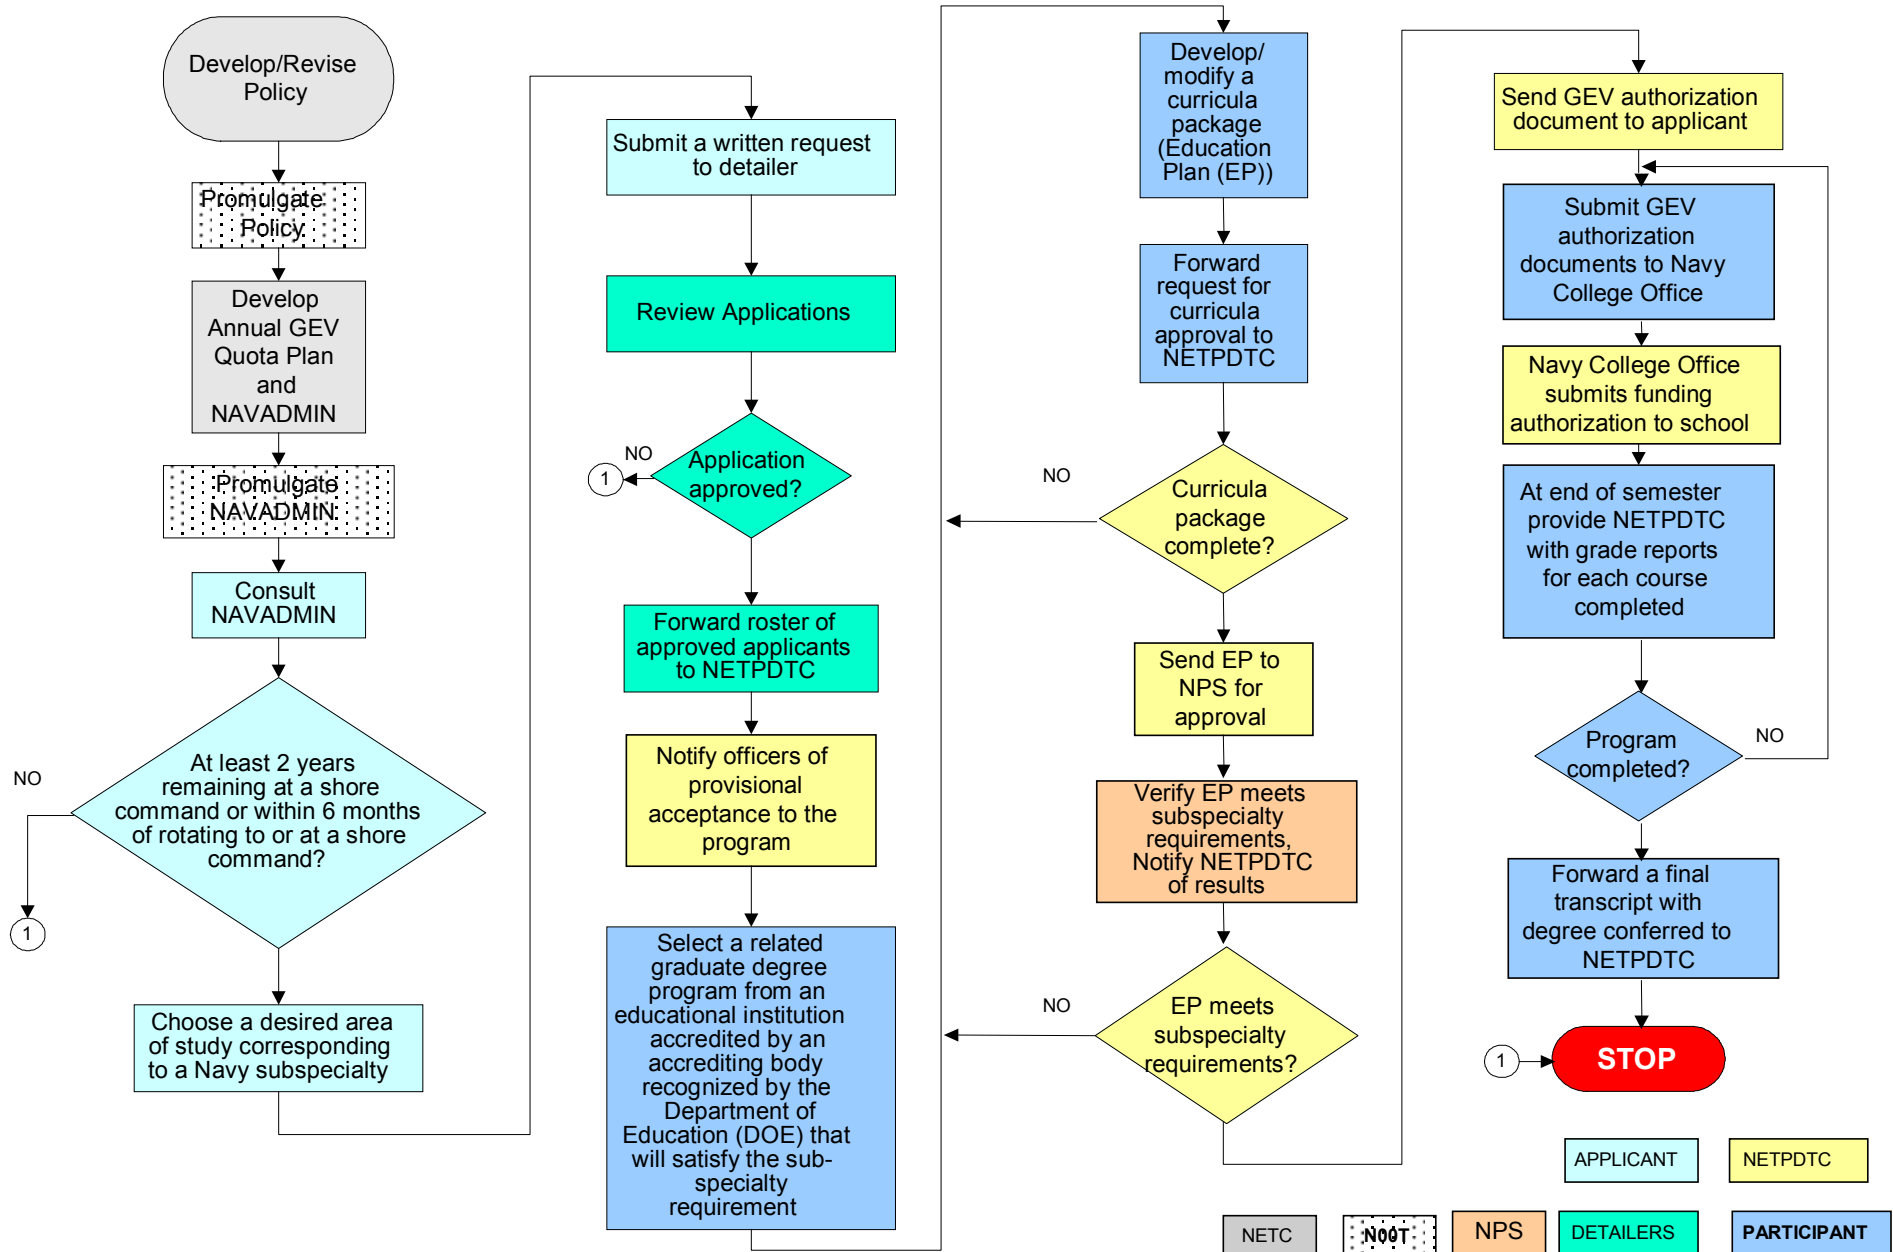 Develop/Revise
Policy
Promulgate
Policy
Develop
Annual GEV
Quota Plan
and
NAVADMIN
Promulgate
NAVADMIN
Consult
NAVADMIN
At least 2 years
remaining at a shore
command or within 6 months
of rotating to or at a shore
command?
NO
1
Choose a desired area
of study corresponding
to a Navy subspecialty
Submit a written request
to detailer
Review Applications
Application
approved?
NO
1
Forward roster of
approved applicants
to NETPDTC
Notify officers of
provisional
acceptance to the
program
Select a related
graduate degree
program from an
educational institution
accredited by an
accrediting body
recognized by the
Department of
Education (DOE) that
will satisfy the sub-
specialty
requirement
Develop/
modify a
curricula
package
(Education
Plan (EP))
Forward
request for
curricula
approval to
NETPDTC
Curricula
package
complete?
NO
Send EP to
NPS for
approval
Verify EP meets
subspecialty
requirements,
Notify NETPDTC
of results
EP meets
subspecialty
requirements?
NO
Send GEV authorization
document to applicant
Submit GEV
authorization
documents to Navy
College Office
Navy College Office
submits funding
authorization to school
At end of semester
provide NETPDTC
with grade reports
for each course
completed
Program
completed?
NO
Forward a final
transcript with
degree conferred to
NETPDTC
1
STOP
APPLICANT
NETPDTC
NETC
N00T
NPS
DETAILERS
PARTICIPANT